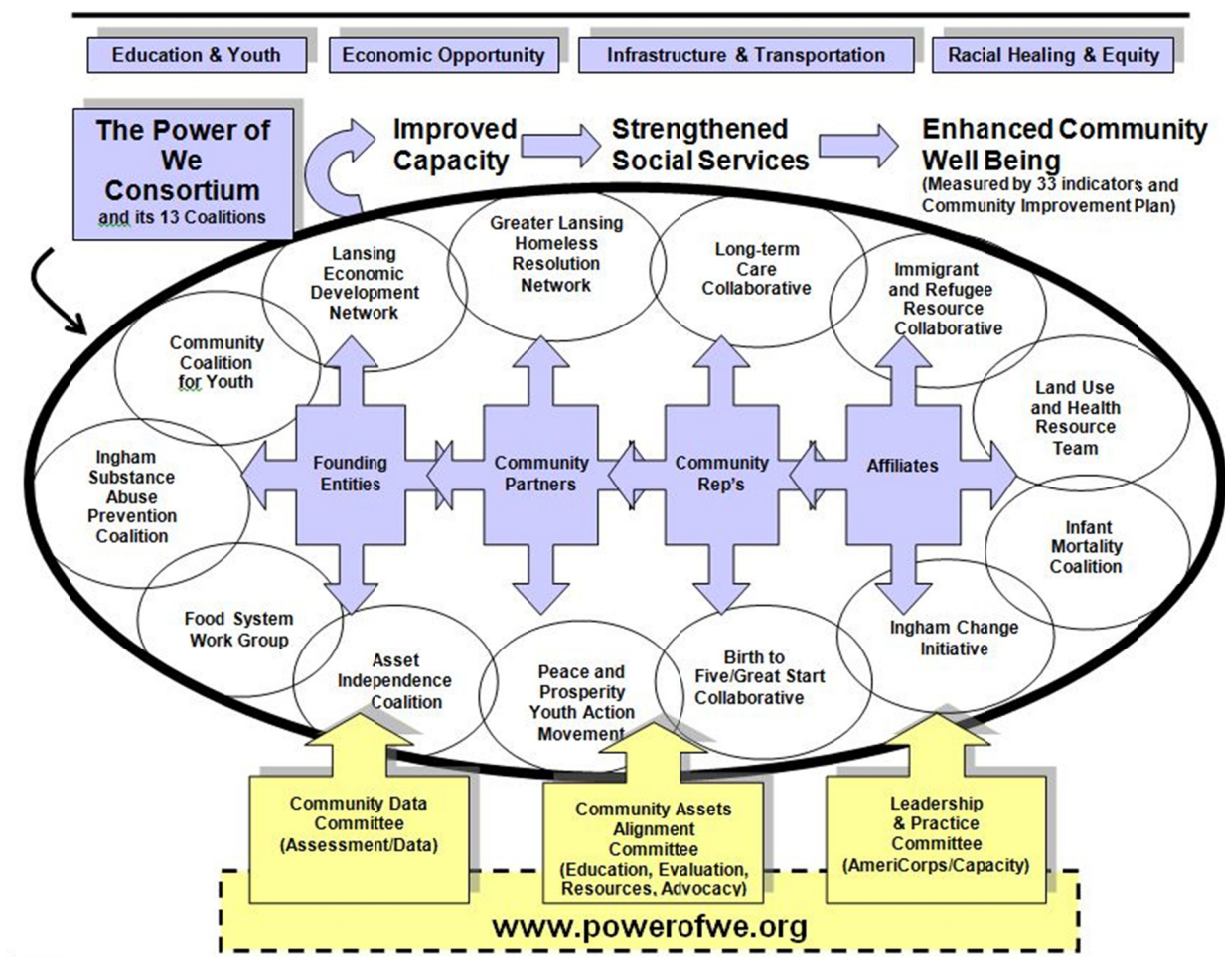 Education & Youth
Economic Opportunity
Infrastructure & Transportation
Racial Healing & Equity
The Power of
We
Consortium
and its 13 Coalitions
Improved
Capacity
Strengthened
Social Services
Enhanced Community
Well Being
(Measured by 33 indicators and
Community Improvement Plan)
Lansing
Economic
Development
Network
Greater Lansing
Homeless
Resolution
Network
Long-term
Care
Collaborative
Immigrant
and Refugee
Resource
Collaborative
Community
Coalition
for Youth
Land Use
and Health
Resource
Team
Ingham
Substance
Abuse
Prevention
Coalition
Founding
Entities
Community
Partners
Community
Rep's
Affiliates
Infant
Mortality
Coalition
Food System
Work Group
Asset
Independence
Coalition
Peace and
Prosperity
Youth Action
Movement
Birth to
Five/Great Start
Collaborative
Ingham Change
Initiative
Community Data
Committee
(Assessment/Data)
Community Assets
Alignment
Committee
(Education, Evaluation,
Resources, Advocacy)
Leadership
& Practice
Committee
(AmeriCorps/Capacity)
www.powerofwe.org